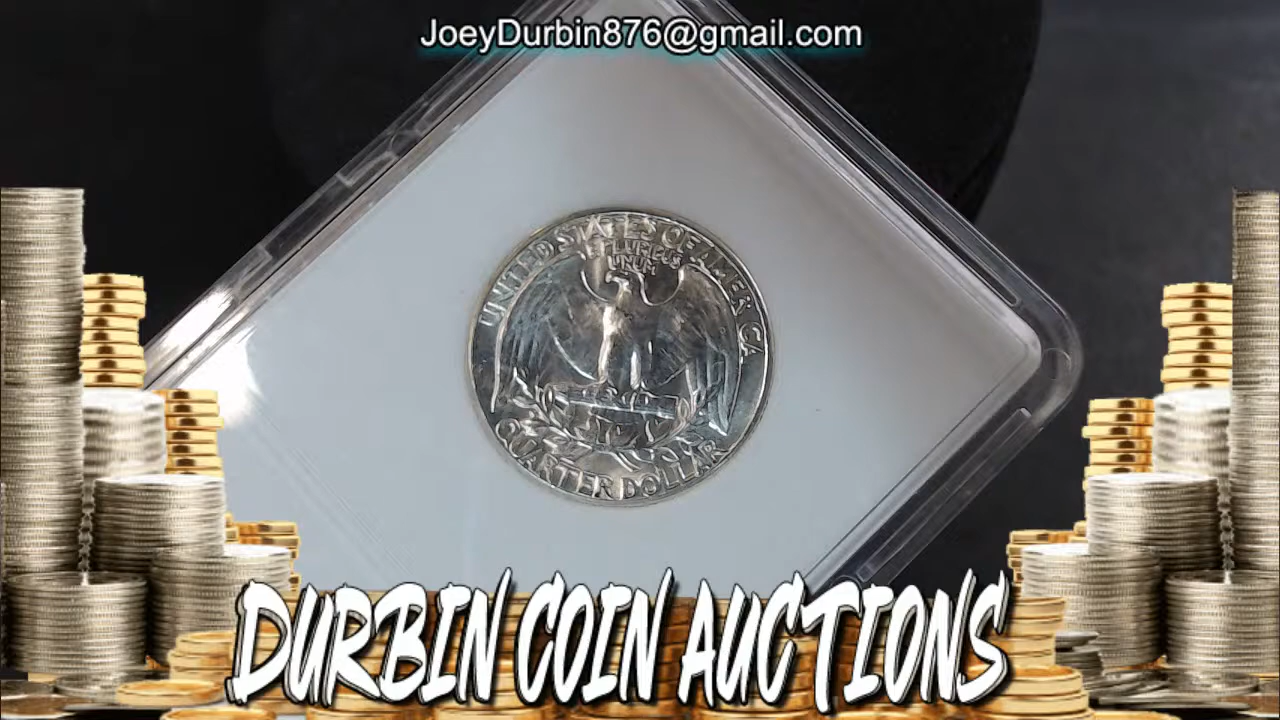 JoeyDurbin876@gmail.com
UNITED STATES OF AMERICA
E PLURIBUS
UNUM
QUARTER DOLLAR
DURBIN COIN AUCTIONS